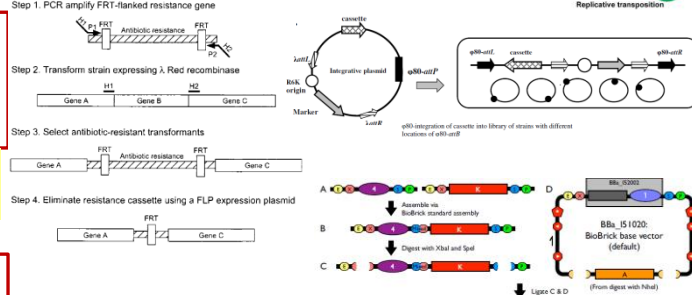 Step 1. PCR amplify FRT-flanked resistance gene
H1
P1
FRT
Antibiotic resistance
FRT
P2
H2
Step 2. Transform strain expressing λ Red recombinase
H1
H2
Gene A
Gene B
Gene C
Step 3. Select antibiotic-resistant transformants
FRT
Antibiotic resistance
FRT
Gene A
Gene C
Step 4. Eliminate resistance cassette using a FLP expression plasmid
FRT
Gene A
Gene C
Replicative transposition
cassette
λattL
R6K
origin
Integrative plasmid
φ80-attP
Marker
λattR
φ80-attL
cassette
φ80-attR
φ80-integration of cassette into library of strains with different
locations of φ80-attB
A
4
K
Assemble via
BioBrick standard assembly
B
4
K
Digest with XbaI and SpeI
C
4
K
Ligate C & D
D
BBa_I52002
BBa_I51020:
BioBrick base vector
(default)
A
(From digest with NheI)